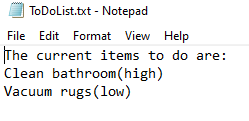 ToDoList.txt - Notepad
File Edit Format View Help
The current items to do are:
Clean bathroom(high)
Vacuum rugs(low)